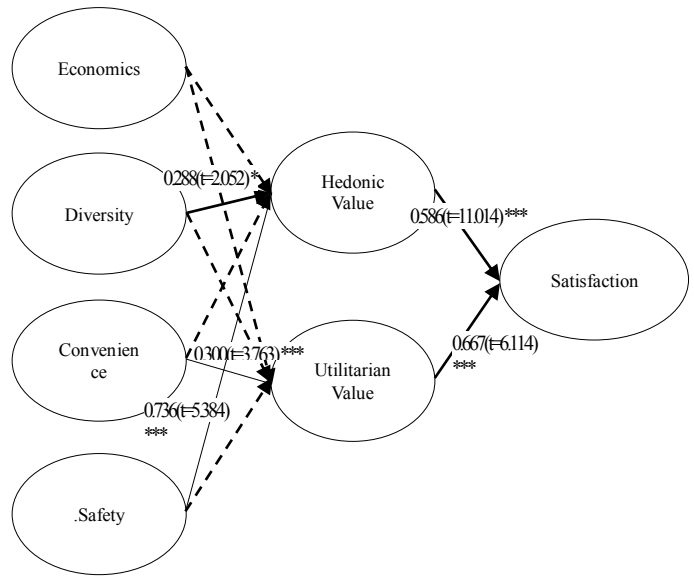 Economics
0.288(t=2.052)*
Hedonic
Value
Diversity
0.586(t=11.014)***
Satisfaction
Convenien
ce
0.300(t=3.763)***
0.667(t=6.114)
***
Utilitarian
Value
0.736(t=5.384)
***
.Safety